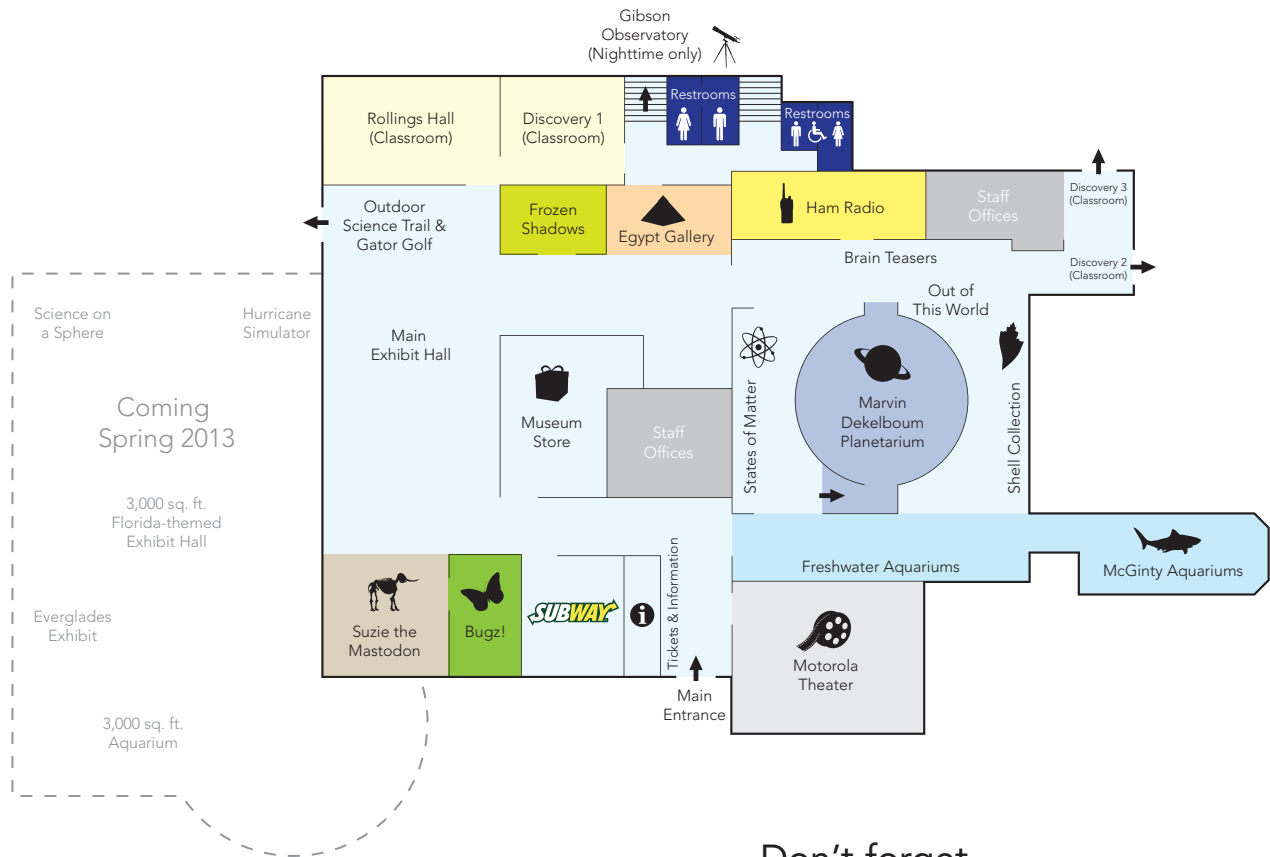 Gibson
Observatory
(Nighttime only)
Restrooms
Restrooms
Rollings Hall
(Classroom)
Discovery 1
(Classroom)
Outdoor
Science Trail &
Gator Golf
Frozen
Shadows
Egypt Gallery
Ham Radio
Staff
Offices
Discovery 3
(Classroom)
Discovery 2
(Classroom)
Brain Teasers
Out of
This World
Science on
a Sphere
Hurricane
Simulator
Main
Exhibit Hall
Coming
Spring 2013
Museum
Store
Staff
Offices
States of Matter
Marvin
Dekelboum
Planetarium
Shell Collection
3,000 sq. ft.
Florida-themed
Exhibit Hall
Freshwater Aquariums
McGinty Aquariums
Everglades
Exhibit
Suzie the
Mastodon
Bugz!
SUBWAY
i
Tickets & Information
Motorola
Theater
Main
Entrance
3,000 sq. ft.
Aquarium
Don't forget